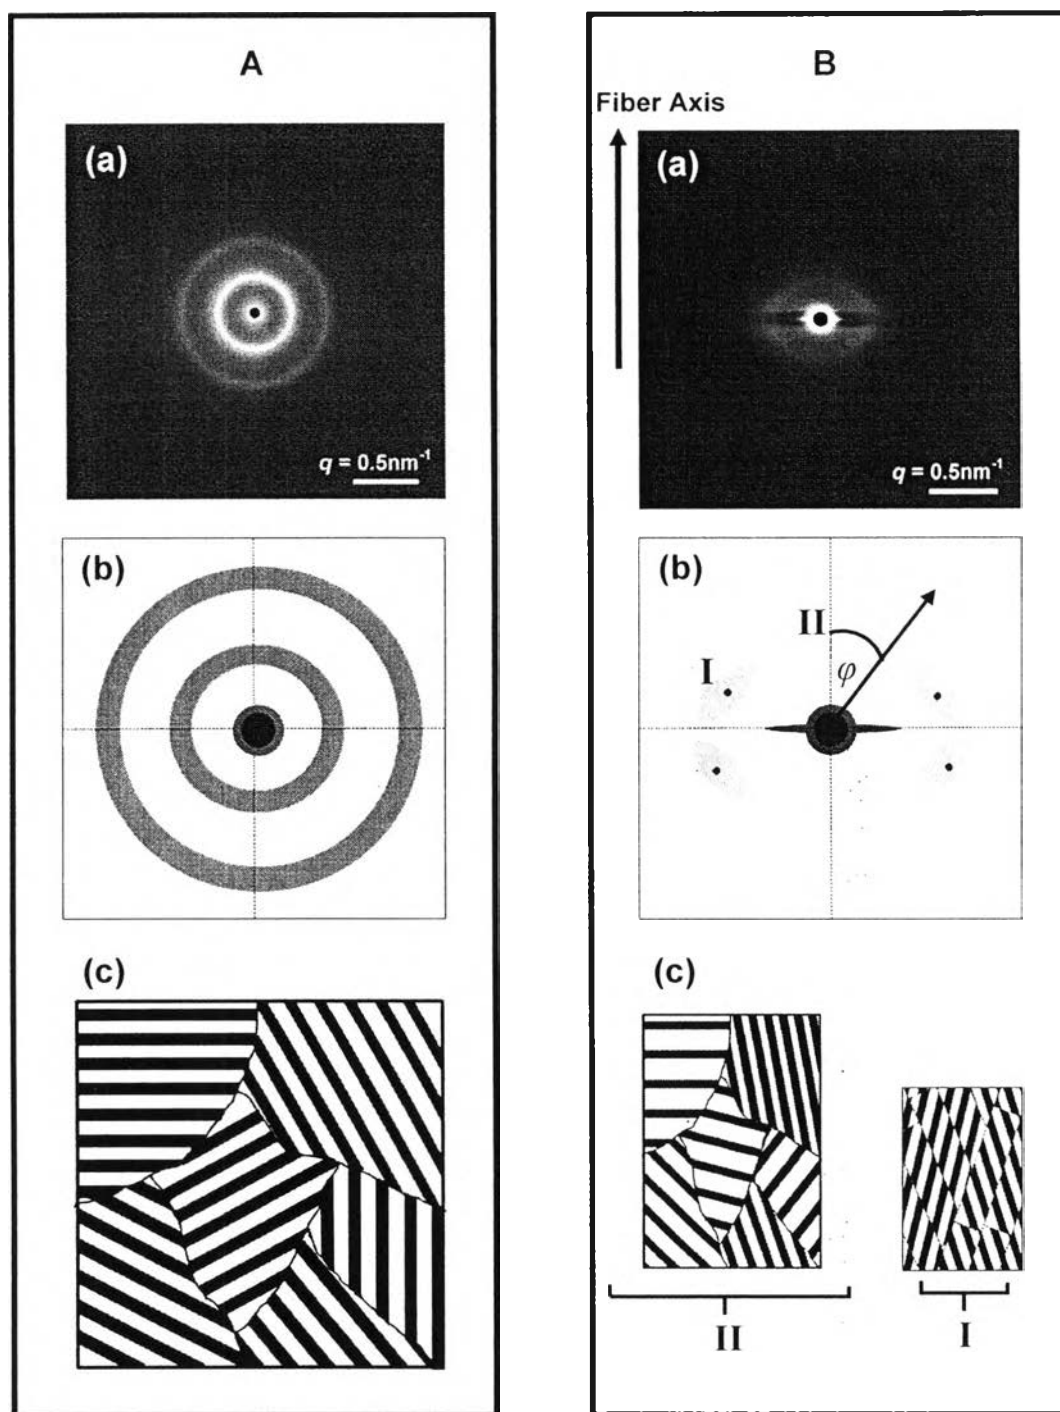 A
(a)
q = 0.5nm⁻¹
(b)
(c)
B
Fiber Axis
(a)
q = 0.5nm⁻¹
(b)
II
I
φ
(c)
II
I